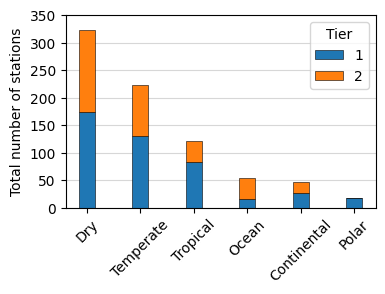 Total number of stations
350
300
250
200
150
100
50
0
Tier
1
2
Dry
Temperate
Tropical
Ocean
Continental
Polar